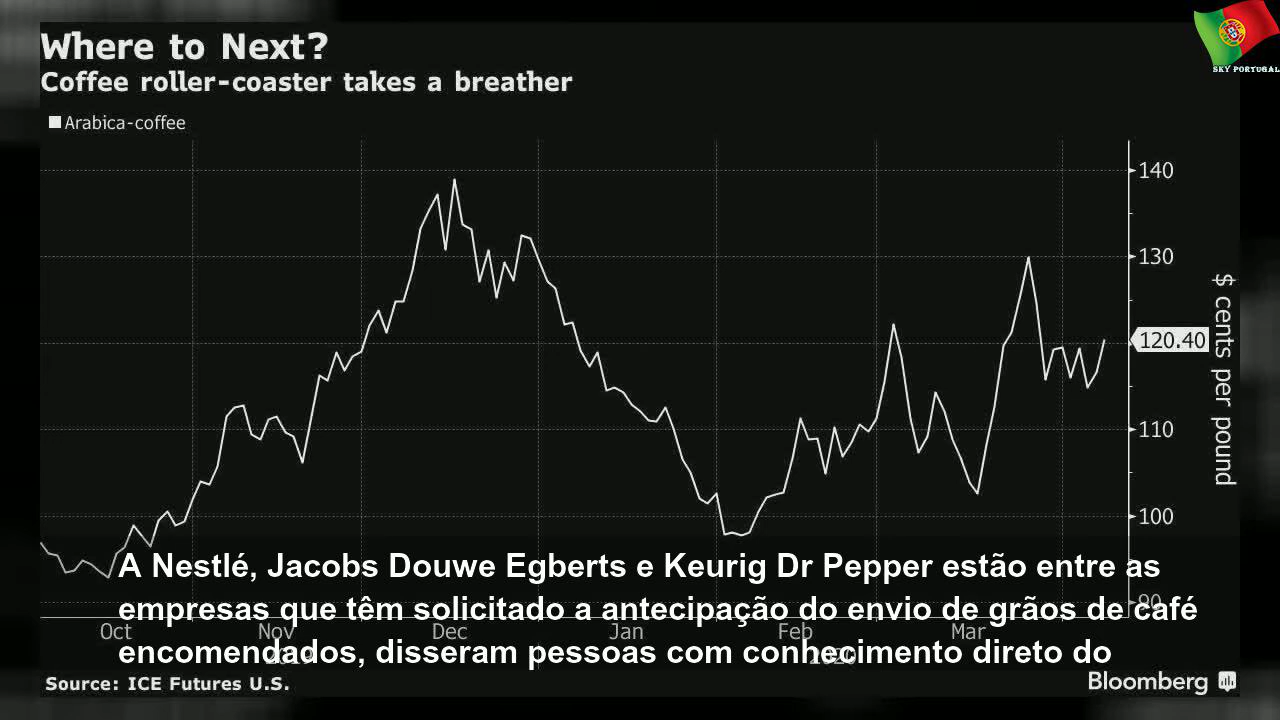 Where to Next?
SKY PORTUGAL
Coffee roller-coaster takes a breather
Arabica-coffee
140
130
120.40
110
100
90
$ cents per pound
A Nestlé, Jacobs Douwe Egberts e Keurig Dr Pepper estão entre as
empresas que têm solicitado a antecipação do envio de grãos de café
encomendados, disseram pessoas com conhecimento direto do
Oct Nov Dec Jan Feb Mar
2019 2020
Source: ICE Futures U.S.
Bloomberg